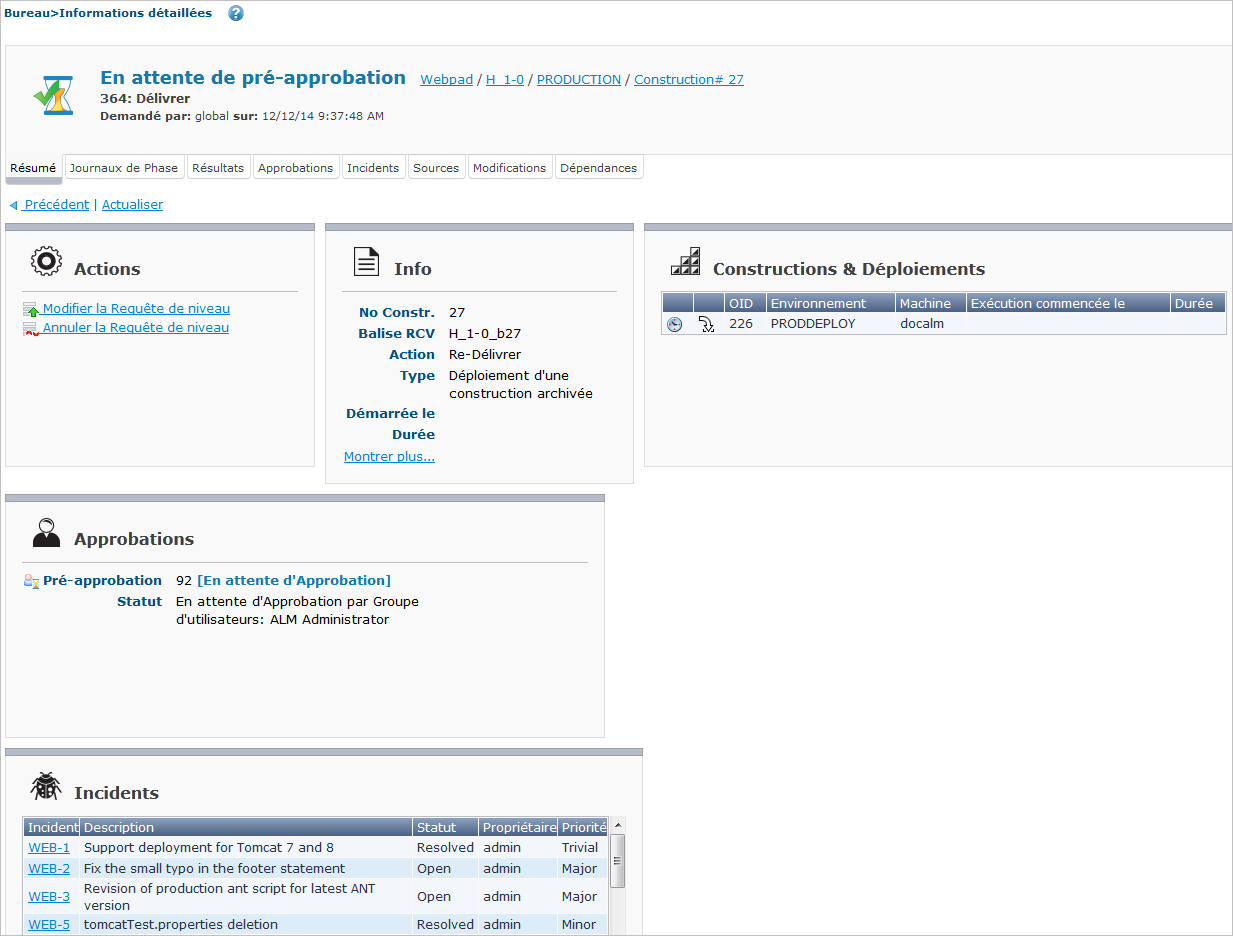 Bureau>Informations détaillées
En attente de pré-approbation Webpad / H_1-0 / PRODUCTION / Construction# 27
364: Délivrer
Demandé par: global sur: 12/12/14 9:37:48 AM
Résumé Journaux de Phase Résultats Approbations Incidents Sources Modifications Dépendances
Précédent | Actualiser
Actions
Modifier la Requête de niveau
Annuler la Requête de niveau
Info
No Constr. 27
Balise RCV H_1-0_b27
Action Re-Délivrer
Type Déploiement d'une
construction archivée
Démarrée le
Durée
Montrer plus...
Constructions & Déploiements
OID Environnement Machine Exécution commencée le Durée
226 PRODDEPLOY docalm
Approbations
Pré-approbation 92 [En attente d'Approbation]
Statut En attente d'Approbation par Groupe
d'utilisateurs: ALM Administrator
Incidents
Incident Description Statut Propriétaire Priorité
WEB-1 Support deployment for Tomcat 7 and 8 Resolved admin Trivial
WEB-2 Fix the small typo in the footer statement Open admin Major
WEB-3 Revision of production ant script for latest ANT
version Open admin Major
WEB-5 tomcatTest.properties deletion Resolved admin Minor